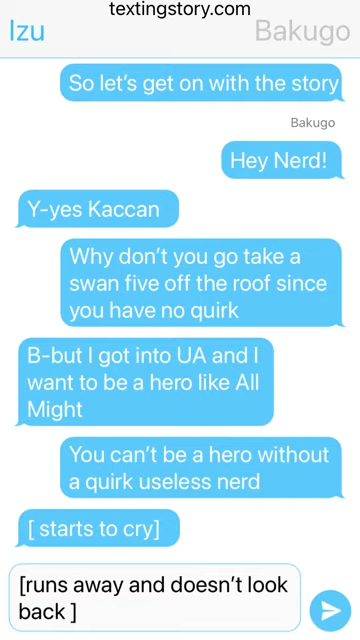 textingstory.com
Izu
Bakugo
So let's get on with the story
Bakugo
Hey Nerd!
Y-yes Kaccan
Why don't you go take a
swan five off the roof since
you have no quirk
B-but I got into UA and I
want to be a hero like All
Might
You can't be a hero without
a quirk useless nerd
[ starts to cry]
[runs away and doesn't look
back ]